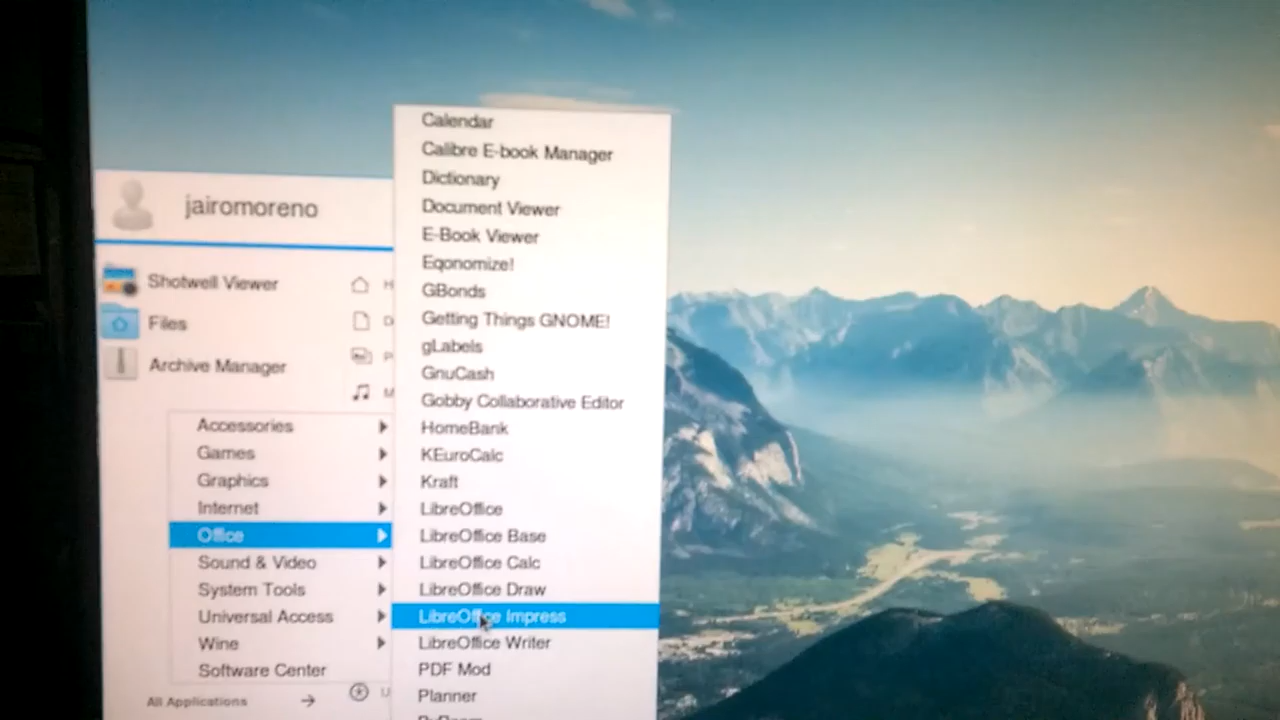 jairomoreno
Shotwell Viewer
Files
Archive Manager
Accessories
Games
Graphics
Internet
Office
Sound & Video
System Tools
Universal Access
Wine
Software Center
All Applications
H
D
P
M
U
Calendar
Calibre E-book Manager
Dictionary
Document Viewer
E-Book Viewer
Eqonomize!
GBonds
Getting Things GNOME!
gLabels
GnuCash
Gobby Collaborative Editor
HomeBank
KEuroCalc
Kraft
LibreOffice
LibreOffice Base
LibreOffice Calc
LibreOffice Draw
LibreOffice Impress
LibreOffice Writer
PDF Mod
Planner